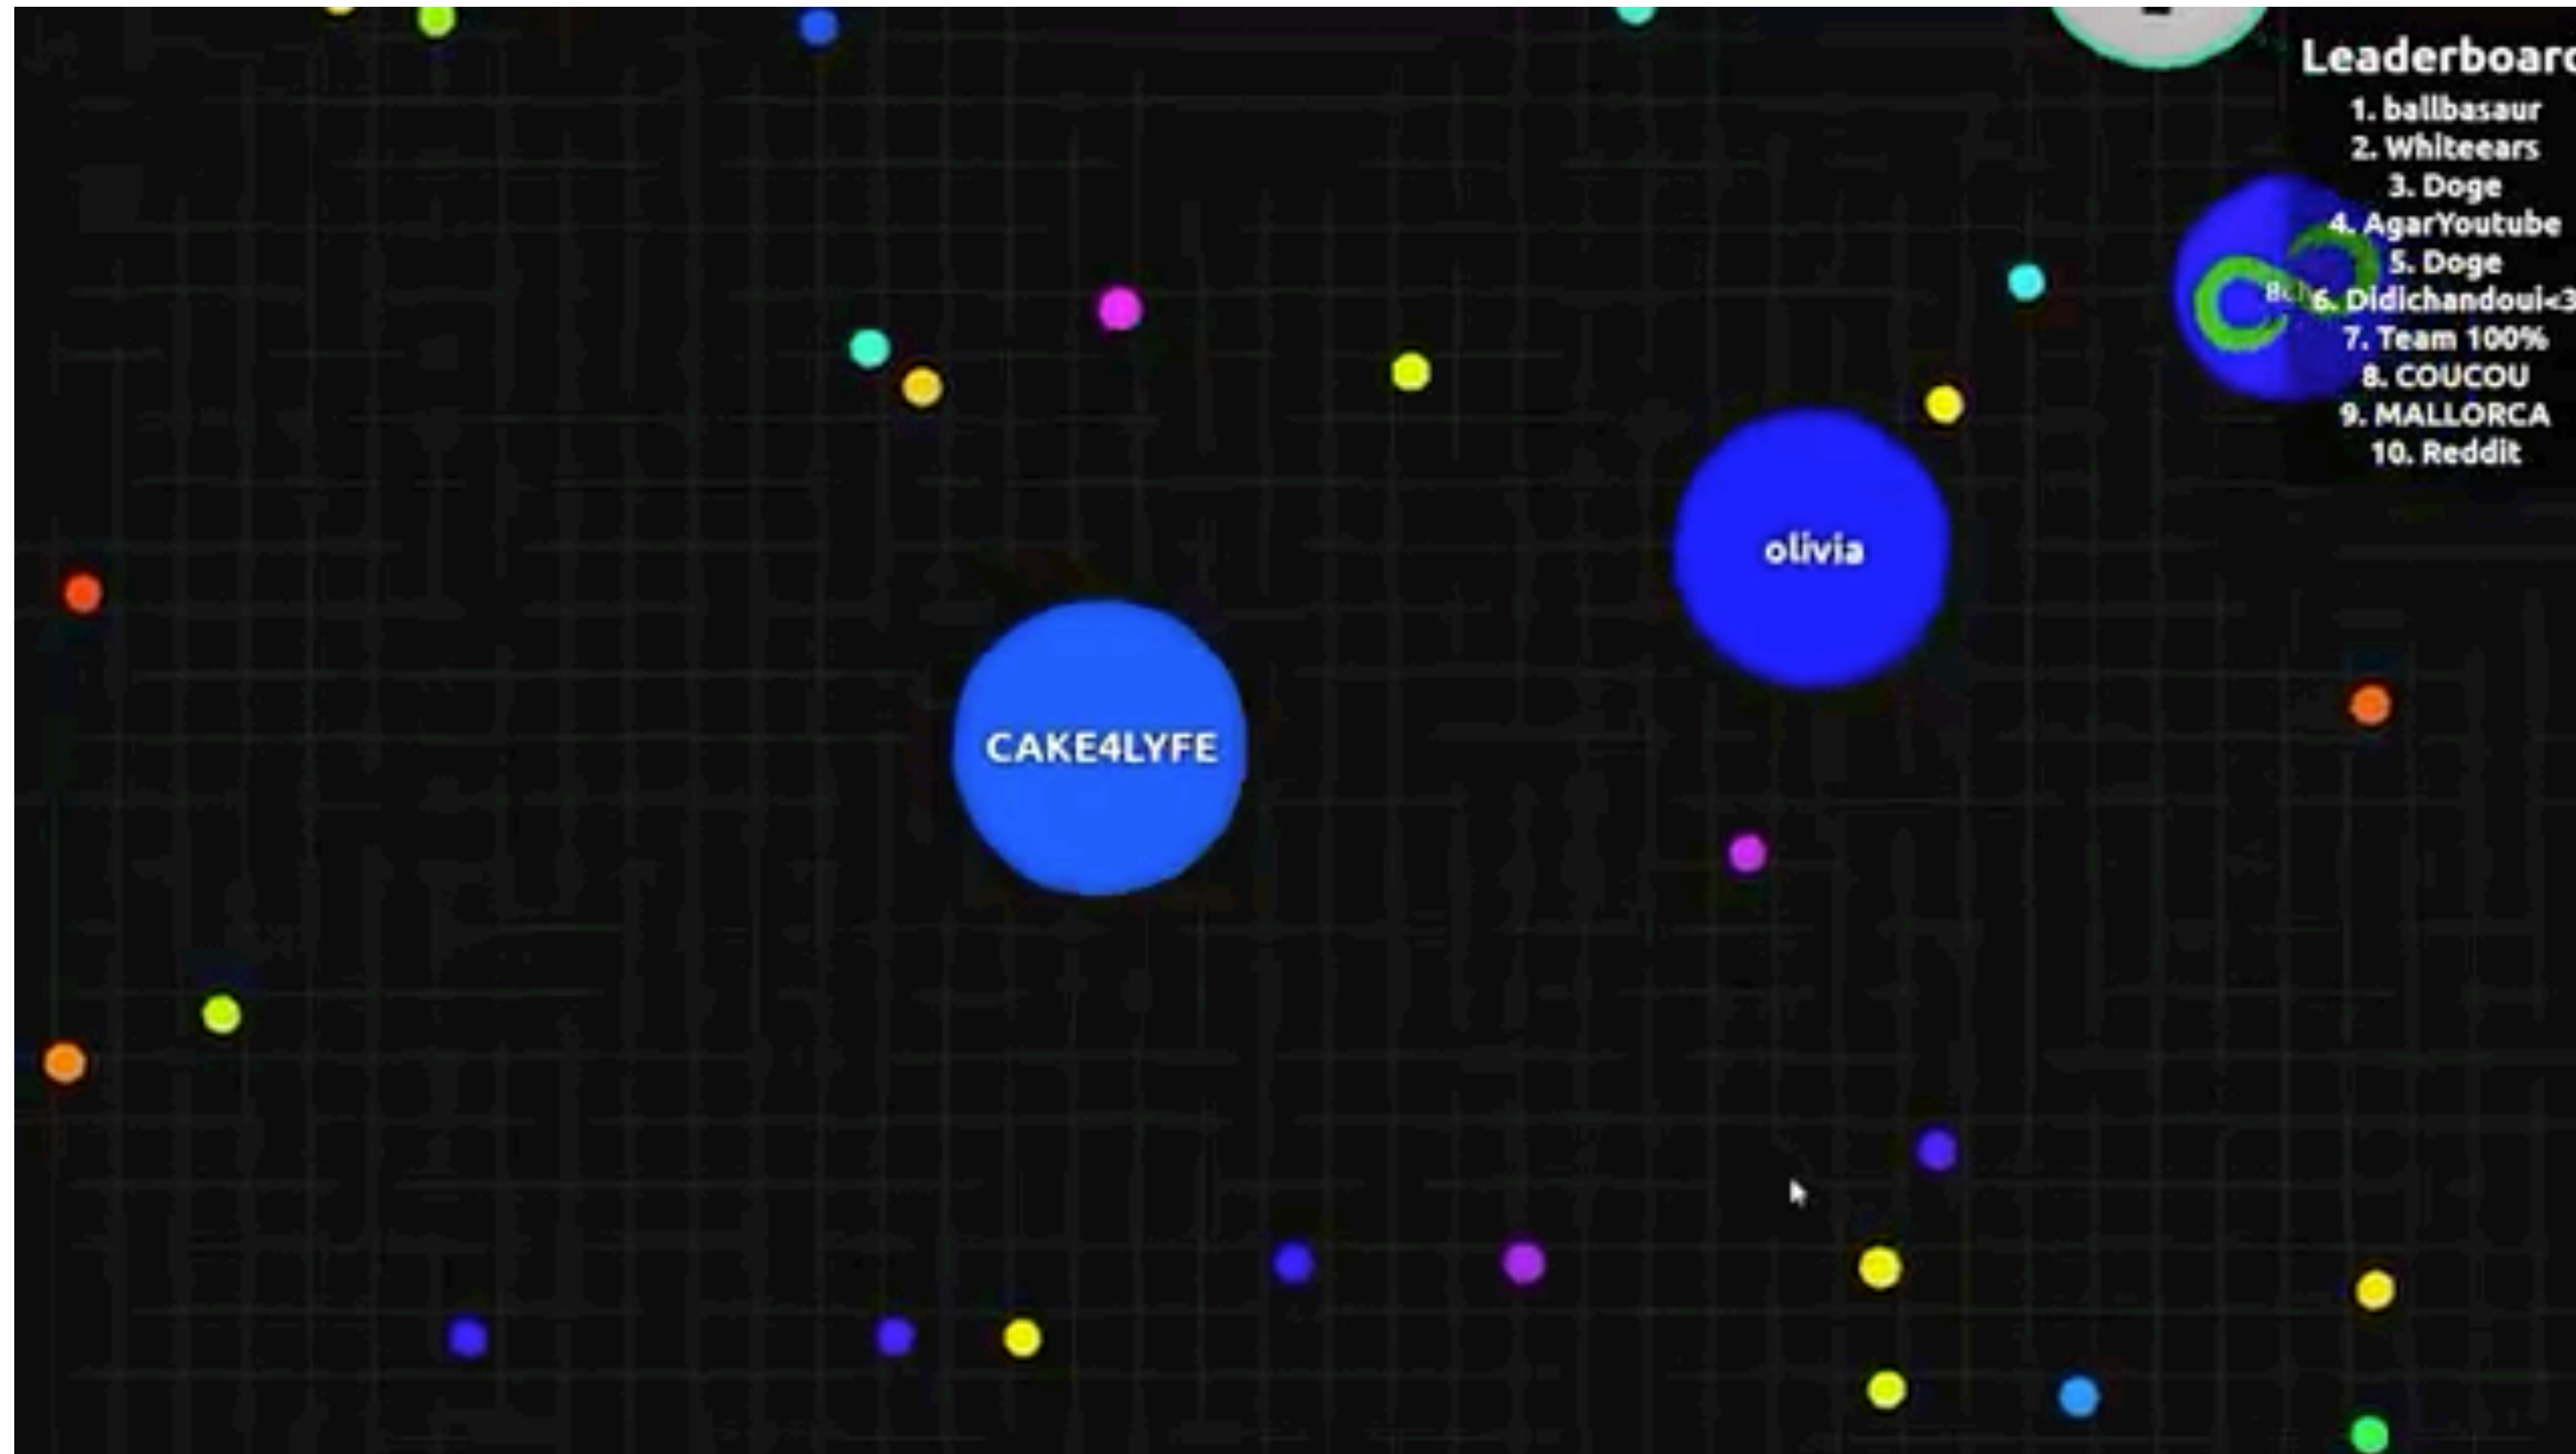 Leaderboard
1. ballbasaur
2. Whiteears
3. Doge
4. AgarYoutube
5. Doge
6. Didichandoui<3
7. Team 100%
8. COUCOU
9. MALLORCA
10. Reddit
olivia
CAKE4LYFE